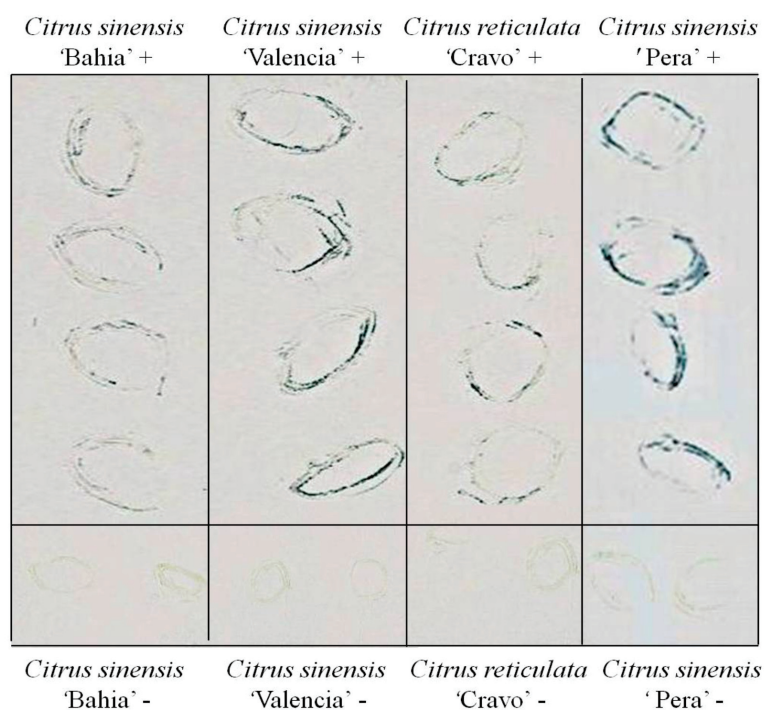 Citrus sinensis Citrus sinensis Citrus reticulata Citrus sinensis
‘Bahia’ + ‘Valencia’ + ‘Cravo’ + 'Pera’ +
Citrus sinensis Citrus sinensis Citrus reticulata Citrus sinensis
‘Bahia’ - ‘Valencia’ - ‘Cravo’ - ‘ Pera’ -